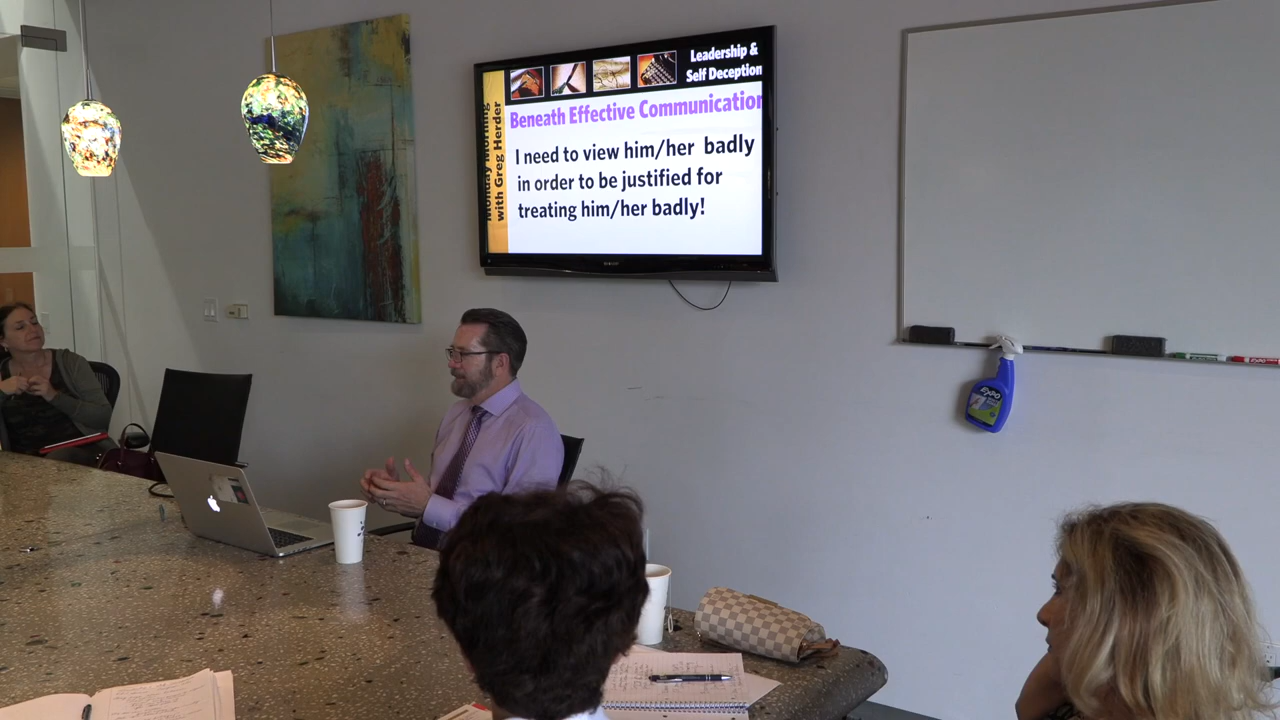 Leadership &
Self Deception
Monday Morning
with Greg Herder
Beneath Effective Communication
I need to view him/her badly
in order to be justified for
treating him/her badly!
EXPO